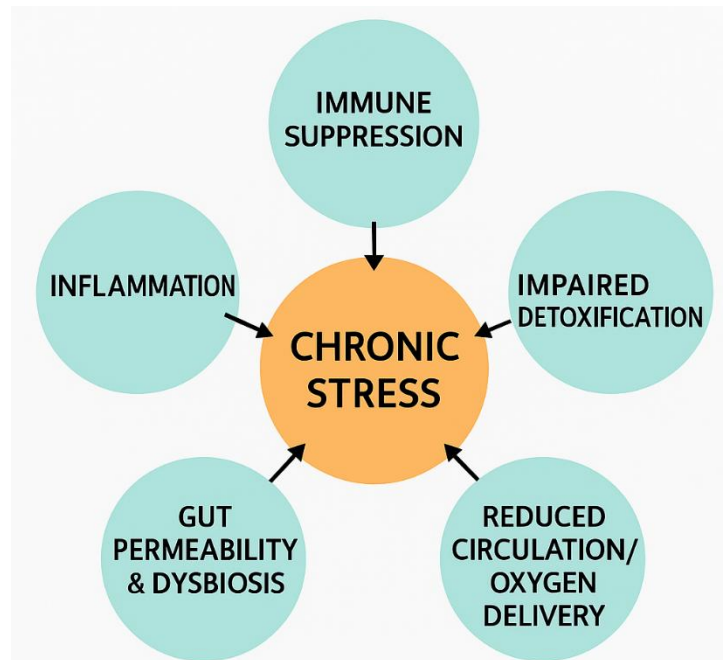 IMMUNE
SUPPRESSION
INFLAMMATION
IMPAIRED
DETOXIFICATION
CHRONIC
STRESS
GUT
PERMEABILITY
& DYSBIOSIS
REDUCED
CIRCULATION/
OXYGEN
DELIVERY